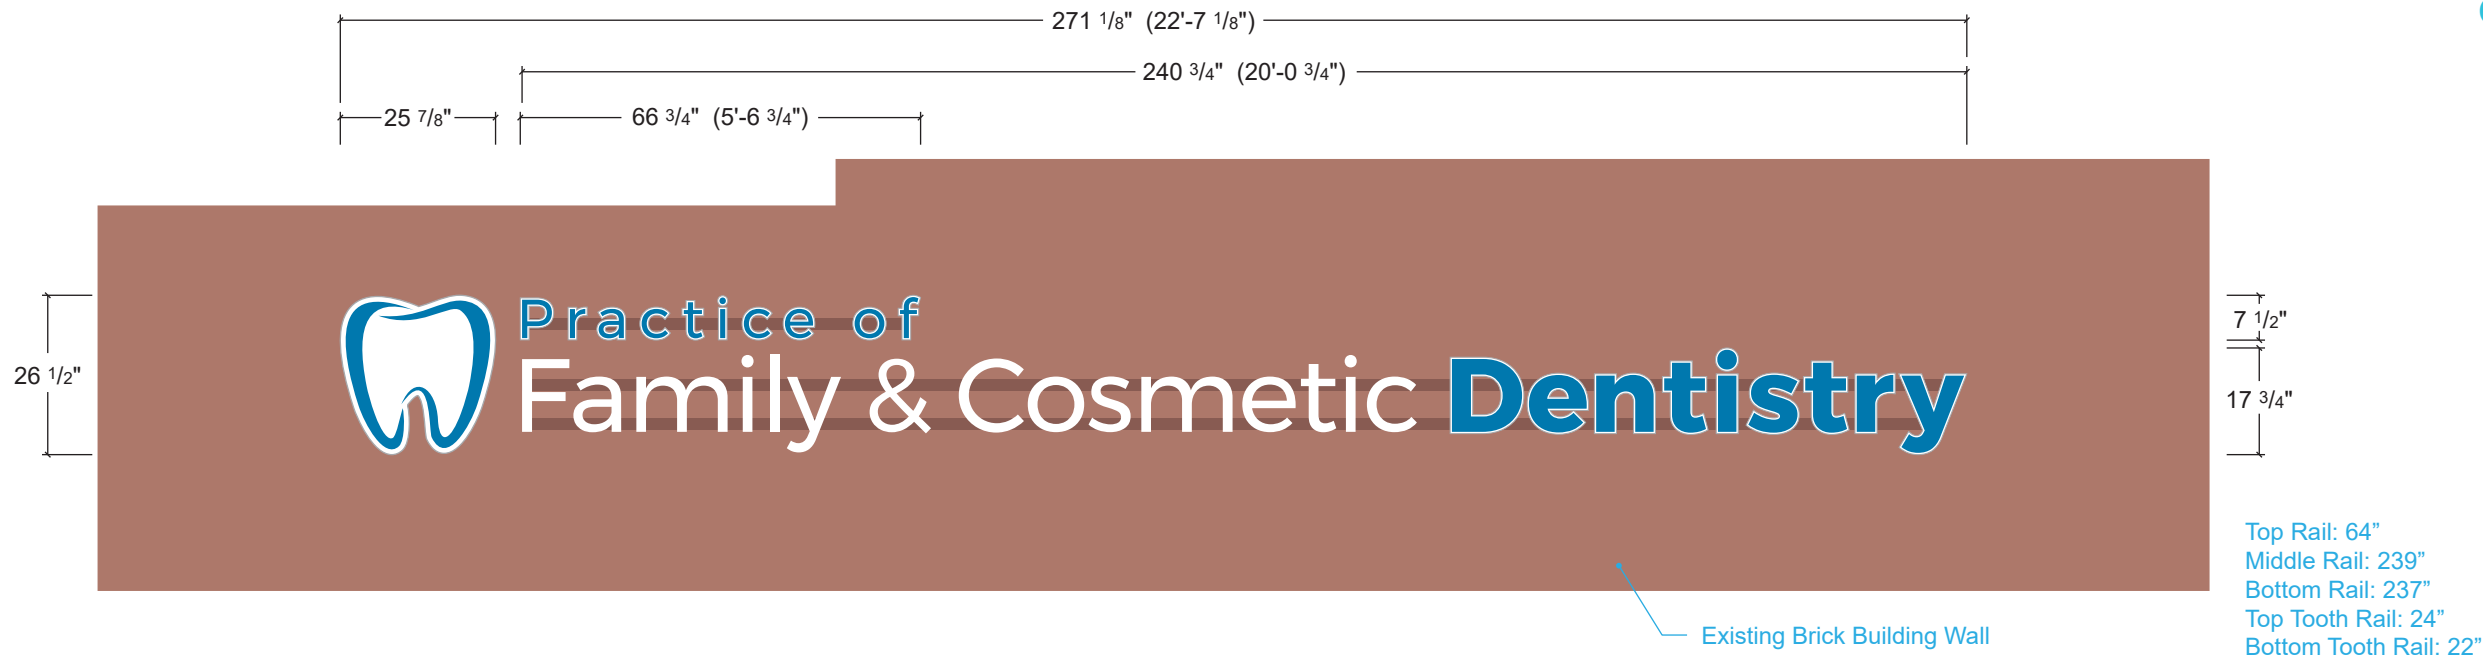 271 1/8" (22'-7 1/8")
240 3/4" (20'-0 3/4")
25 7/8"
66 3/4" (5'-6 3/4")
Practice of
Family & Cosmetic Dentistry
26 1/2"
7 1/2"
17 3/4"
Top Rail: 64”
Middle Rail: 239”
Bottom Rail: 237”
Top Tooth Rail: 24”
Bottom Tooth Rail: 22”
Existing Brick Building Wall